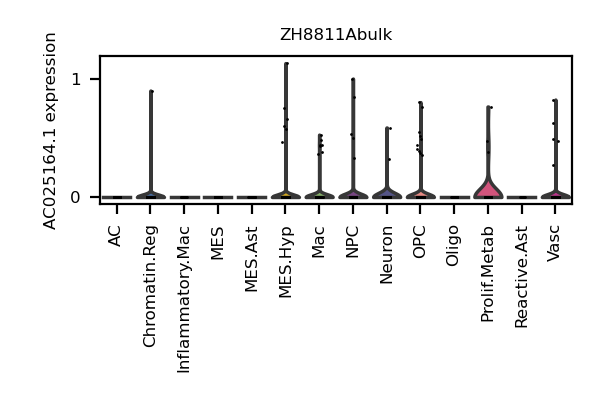 ZH8811Abulk
AC025164.1 expression
1
0
AC
Chromatin.Reg
Inflammatory.Mac
MES
MES.Ast
MES.Hyp
Mac
NPC
Neuron
OPC
Oligo
Prolif.Metab
Reactive.Ast
Vasc